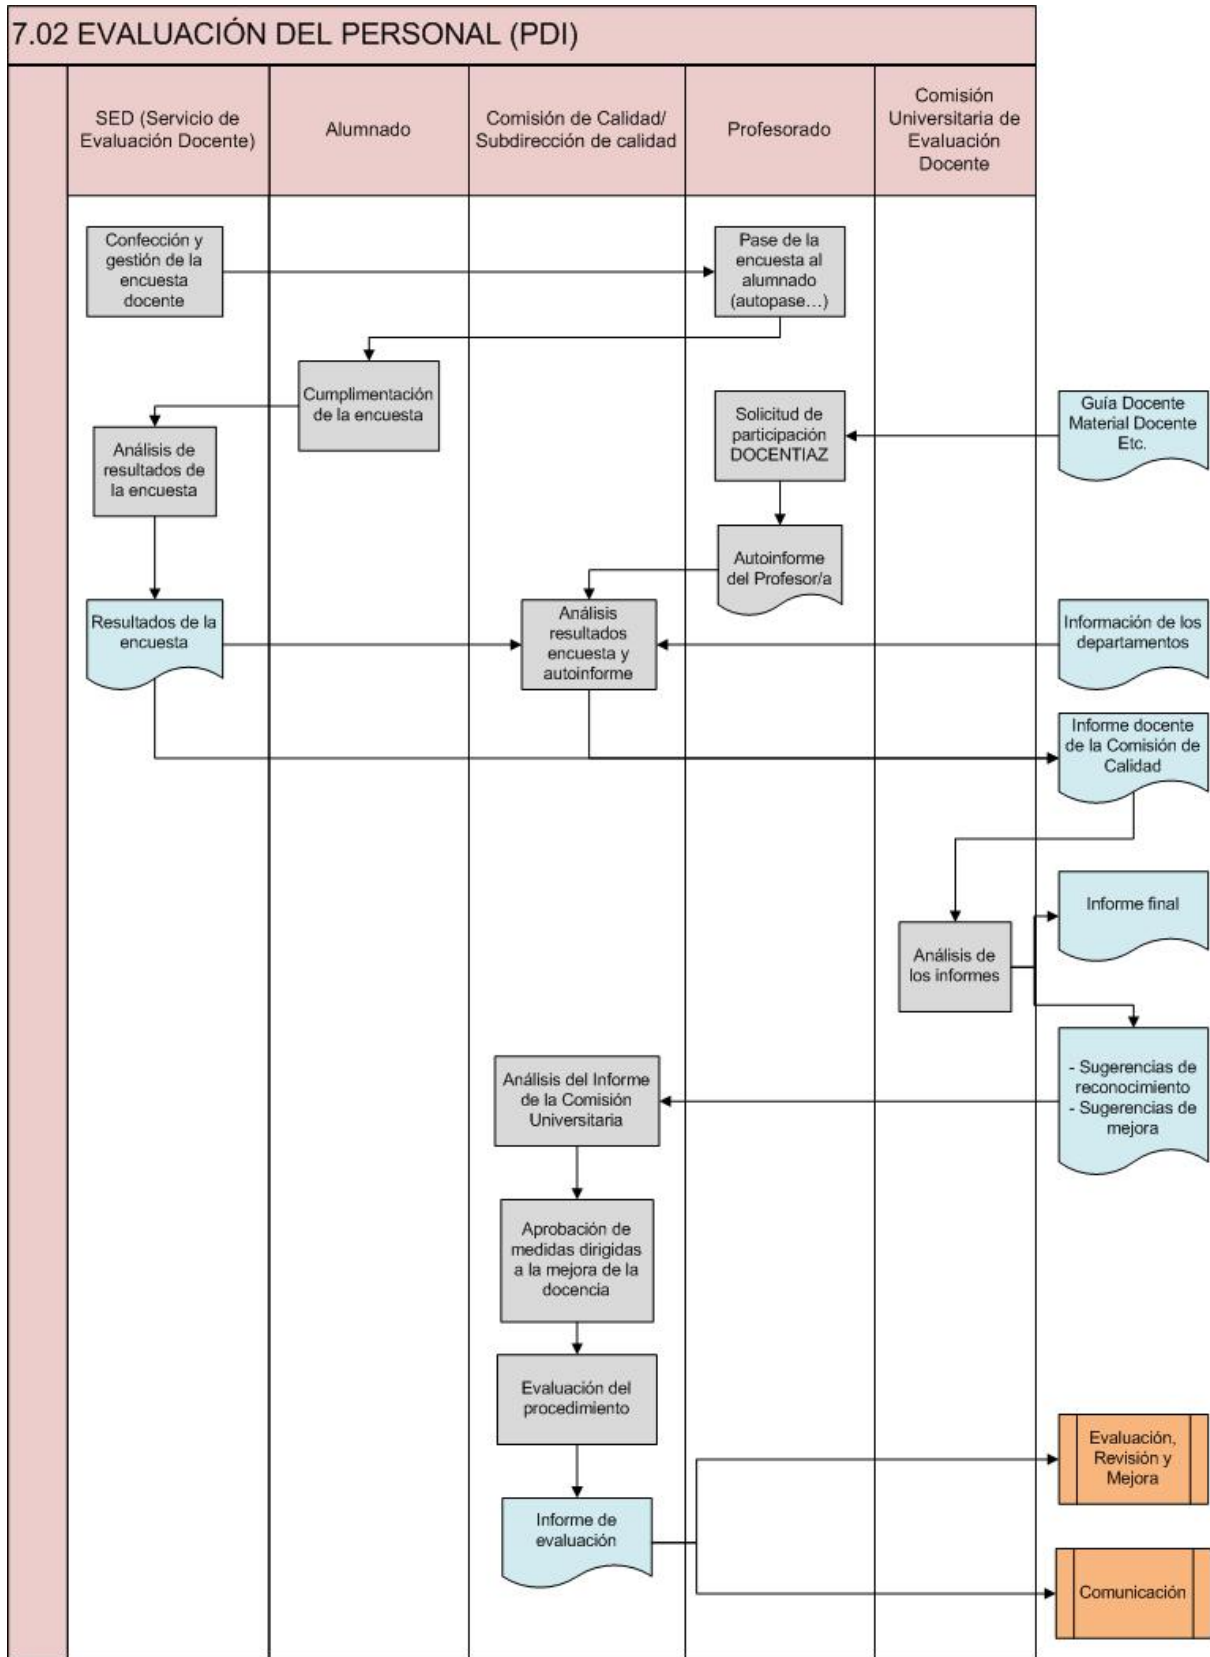 7.02 EVALUACIÓN DEL PERSONAL (PDI)
SED (Servicio de
Evaluación Docente)
Alumnado
Comisión de Calidad/
Subdirección de calidad
Profesorado
Comisión
Universitaria de
Evaluación
Docente
Confección y
gestión de la
encuesta
docente
Pase de la
encuesta al
alumnado
(autopase…)
Cumplimentación
de la encuesta
Solicitud de
participación
DOCENTIAZ
Guía Docente
Material Docente
Etc.
Análisis de
resultados de
la encuesta
Autoinforme
del Profesor/a
Resultados de la
encuesta
Análisis
resultados
encuesta y
autoinforme
Información de los
departamentos
Informe docente
de la Comisión de
Calidad
Informe final
Análisis de
los informes
- Sugerencias de
reconocimiento
- Sugerencias de
mejora
Análisis del Informe
de la Comisión
Universitaria
Aprobación de
medidas dirigidas
a la mejora de la
docencia
Evaluación del
procedimiento
Evaluación,
Revisión y
Mejora
Informe de
evaluación
Comunicación